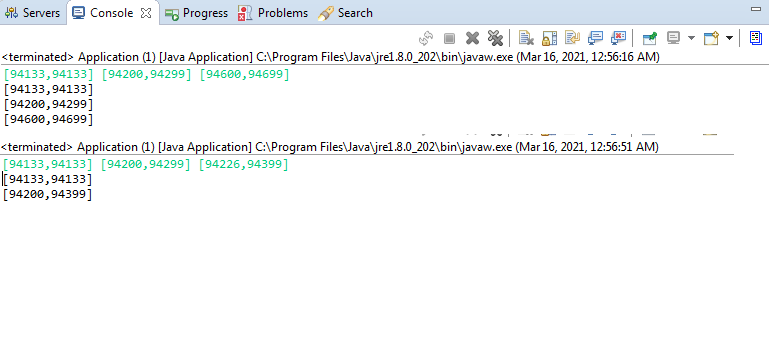 Servers Console Progress Problems Search
<terminated> Application (1) [Java Application] C:\Program Files\Java\jre1.8.0_202\bin\javaw.exe (Mar 16, 2021, 12:56:16 AM)
[94133,94133] [94200,94299] [94600,94699]
[94133,94133]
[94200,94299]
[94600,94699]
<terminated> Application (1) [Java Application] C:\Program Files\Java\jre1.8.0_202\bin\javaw.exe (Mar 16, 2021, 12:56:51 AM)
[94133,94133] [94200,94299] [94226,94399]
[94133,94133]
[94200,94399]